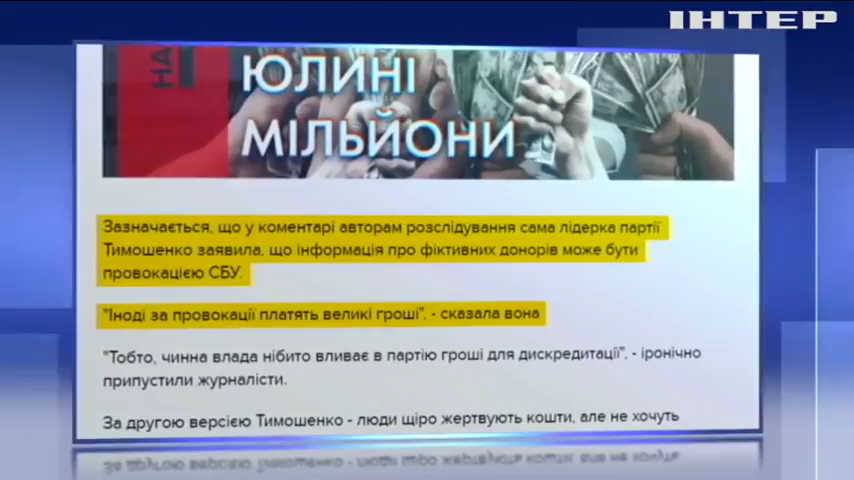 ІНТЕР
НА
ЮЛИНІ
МІЛЬЙОНИ
Зазначається, що у коментарі авторам розслідування сама лідерка партії
Тимошенко заявила, що інформація про фіктивних донорів може бути
провокацією СБУ.
"Іноді за провокації платять великі гроші", - сказала вона
"Тобто, чинна влада нібито вливає в партію гроші для дискредитації", - іронічно
припустили журналісти.
За другою версією Тимошенко - люди щиро жертвують кошти, але не хочуть